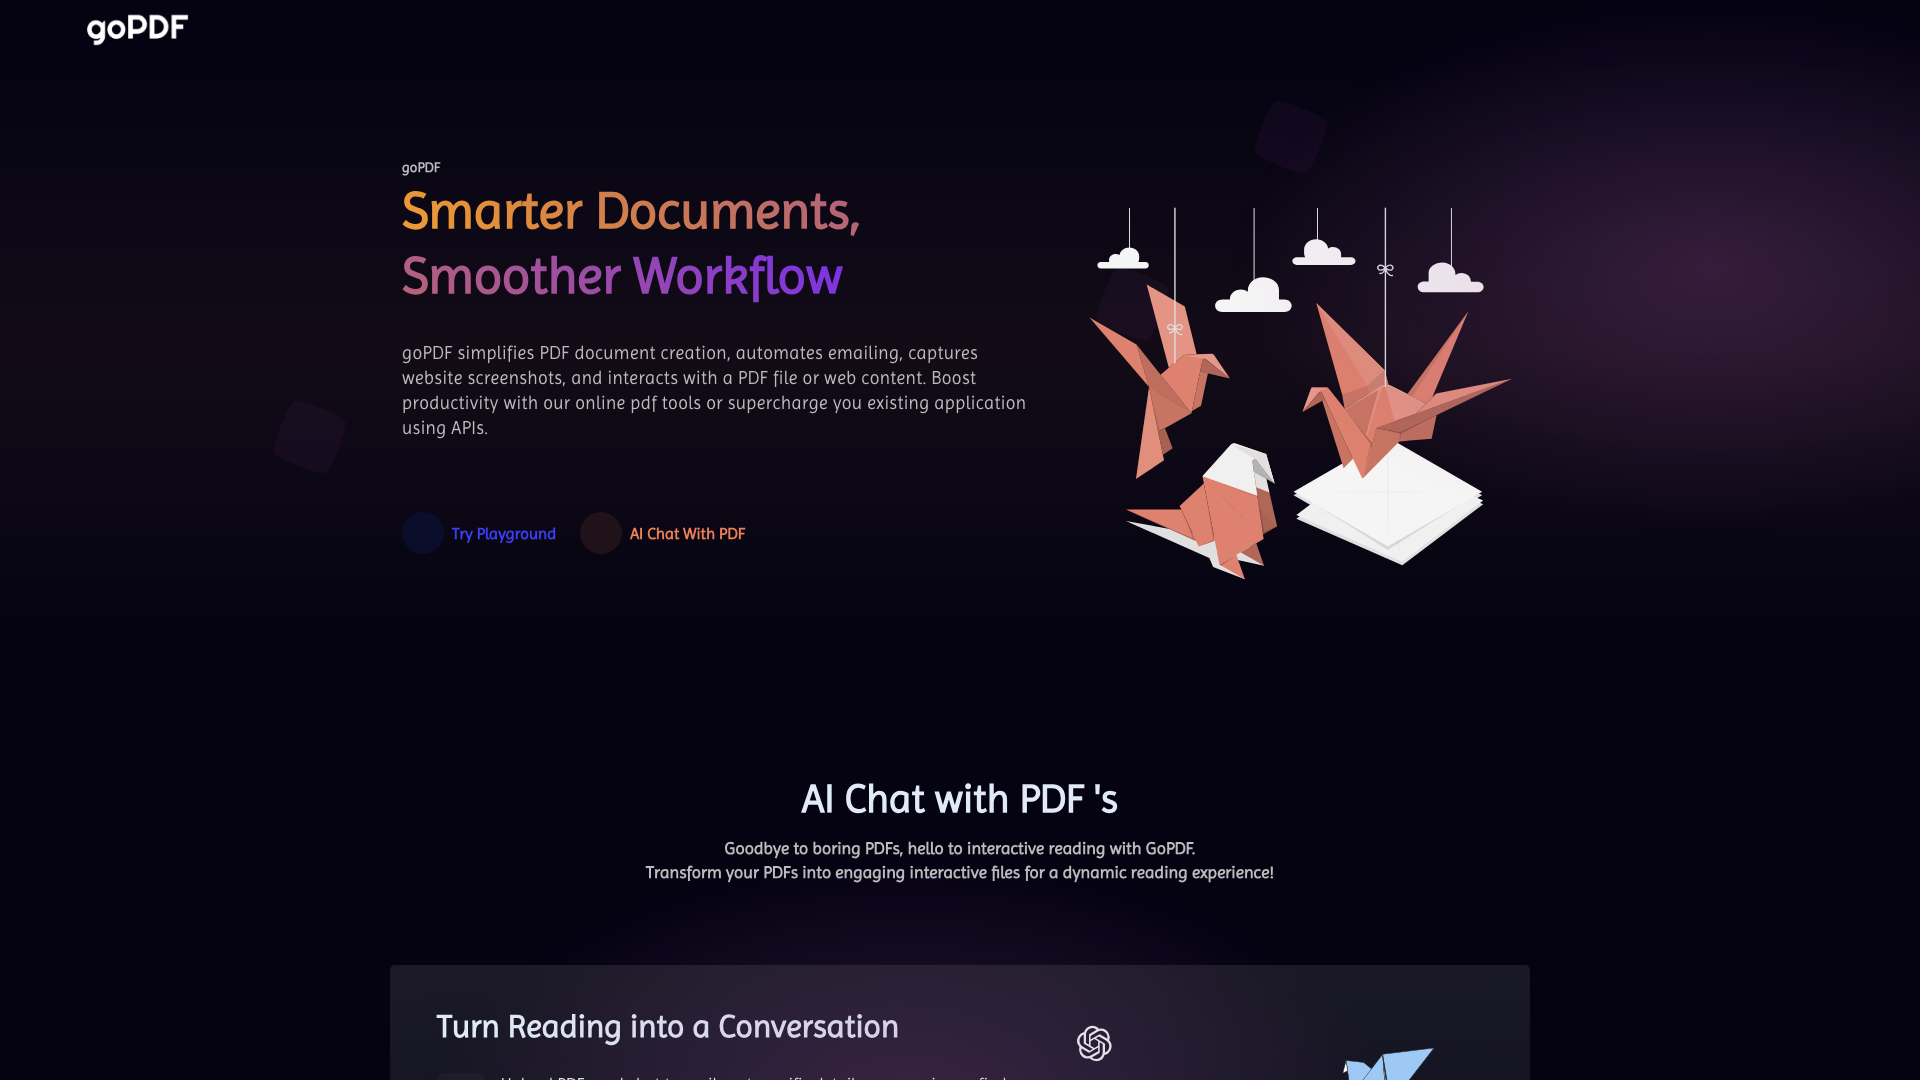 goPDF
goPDF
Smarter Documents,
Smoother Workflow
goPDF simplifies PDF document creation, automates emailing, captures
website screenshots, and interacts with a PDF file or web content. Boost
productivity with our online pdf tools or supercharge you existing application
using APIs.
Try Playground
AI Chat With PDF
AI Chat with PDF 's
Goodbye to boring PDFs, hello to interactive reading with GoPDF.
Transform your PDFs into engaging interactive files for a dynamic reading experience!
Turn Reading into a Conversation